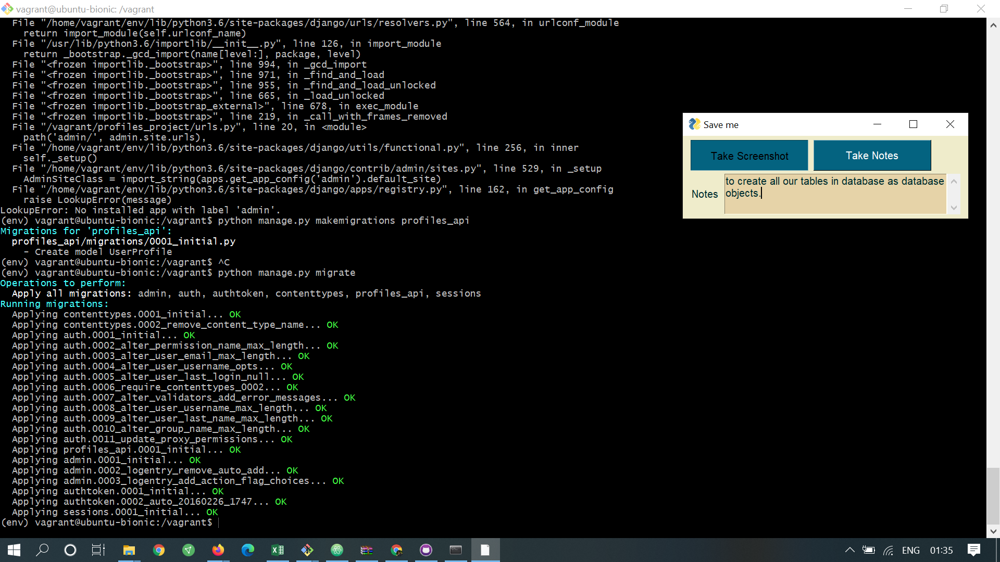 vagrant@ubuntu-bionic: /vagrant
  File "/home/vagrant/env/lib/python3.6/site-packages/django/urls/resolvers.py", line 564, in urlconf_module
    return import_module(self.urlconf_name)
  File "/usr/lib/python3.6/importlib/__init__.py", line 126, in import_module
    return _bootstrap._gcd_import(name[level:], package, level)
  File "<frozen importlib._bootstrap>", line 994, in _gcd_import
  File "<frozen importlib._bootstrap>", line 971, in _find_and_load
  File "<frozen importlib._bootstrap>", line 955, in _find_and_load_unlocked
  File "<frozen importlib._bootstrap>", line 665, in _load_unlocked
  File "<frozen importlib._bootstrap_external>", line 678, in exec_module
  File "<frozen importlib._bootstrap>", line 219, in _call_with_frames_removed
  File "/vagrant/profiles_project/urls.py", line 20, in <module>
    path('admin/', admin.site.urls),
  File "/home/vagrant/env/lib/python3.6/site-packages/django/utils/functional.py", line 256, in inner
    self._setup()
  File "/home/vagrant/env/lib/python3.6/site-packages/django/contrib/admin/sites.py", line 529, in _setup
    AdminSiteClass = import_string(apps.get_app_config('admin').default_site)
  File "/home/vagrant/env/lib/python3.6/site-packages/django/apps/registry.py", line 162, in get_app_config
    raise LookupError(message)
LookupError: No installed app with label 'admin'.
(env) vagrant@ubuntu-bionic:/vagrant$ python manage.py makemigrations profiles_api
Migrations for 'profiles_api':
  profiles_api/migrations/0001_initial.py
    - Create model UserProfile
(env) vagrant@ubuntu-bionic:/vagrant$ ^C
(env) vagrant@ubuntu-bionic:/vagrant$ python manage.py migrate
Operations to perform:
  Apply all migrations: admin, auth, authtoken, contenttypes, profiles_api, sessions
Running migrations:
  Applying contenttypes.0001_initial... OK
  Applying contenttypes.0002_remove_content_type_name... OK
  Applying auth.0001_initial... OK
  Applying auth.0002_alter_permission_name_max_length... OK
  Applying auth.0003_alter_user_email_max_length... OK
  Applying auth.0004_alter_user_username_opts... OK
  Applying auth.0005_alter_user_last_login_null... OK
  Applying auth.0006_require_contenttypes_0002... OK
  Applying auth.0007_alter_validators_add_error_messages... OK
  Applying auth.0008_alter_user_username_max_length... OK
  Applying auth.0009_alter_user_last_name_max_length... OK
  Applying auth.0010_alter_group_name_max_length... OK
  Applying auth.0011_update_proxy_permissions... OK
  Applying profiles_api.0001_initial... OK
  Applying admin.0001_initial... OK
  Applying admin.0002_logentry_remove_auto_add... OK
  Applying admin.0003_logentry_add_action_flag_choices... OK
  Applying authtoken.0001_initial... OK
  Applying authtoken.0002_auto_20160226_1747... OK
  Applying sessions.0001_initial... OK
(env) vagrant@ubuntu-bionic:/vagrant$
Save me
Take Screenshot
Take Notes
Notes
to create all our tables in database as database
objects.
ENG
01:35